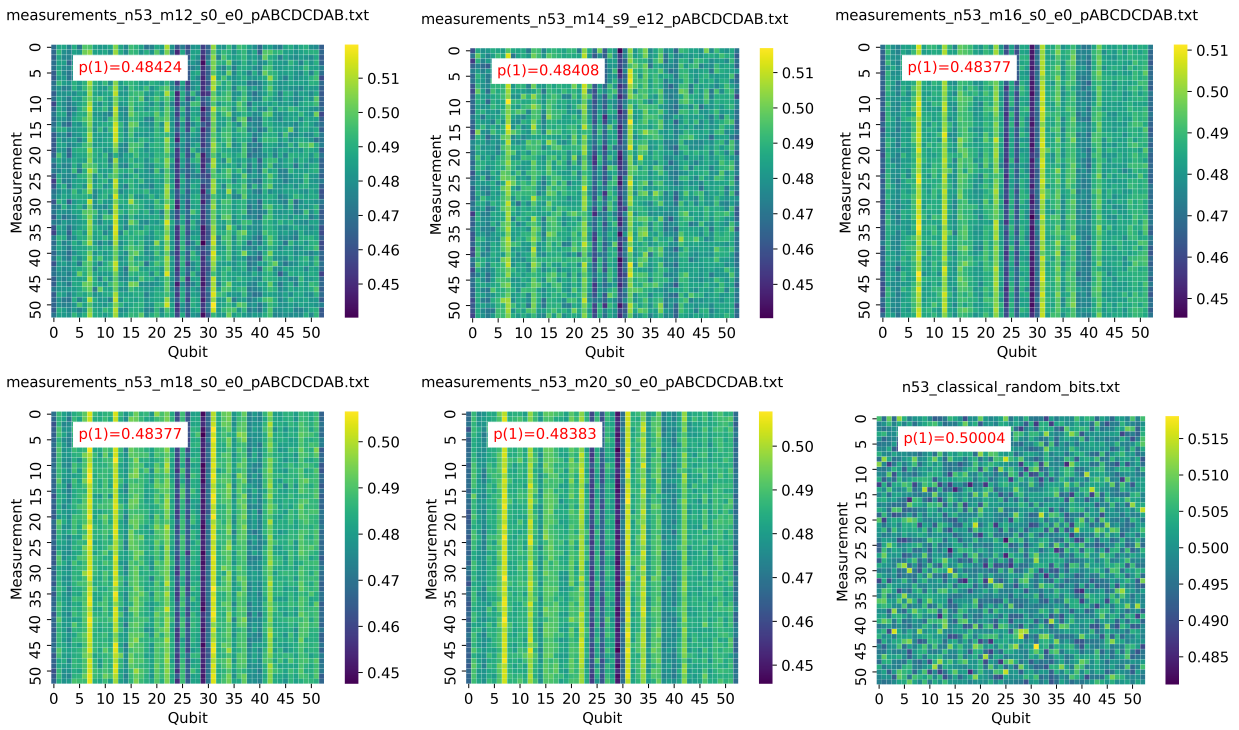 measurements_n53_m12_s0_e0_pABCDCDAB.txt
p(1)=0.48424
Measurement
0 5 10 15 20 25 30 35 40 45 50
0 5 10 15 20 25 30 35 40 45 50
Qubit
0.51
0.50
0.49
0.48
0.47
0.46
0.45
measurements_n53_m14_s9_e12_pABCDCDAB.txt
p(1)=0.48408
Measurement
0 5 10 15 20 25 30 35 40 45 50
0 5 10 15 20 25 30 35 40 45 50
Qubit
0.51
0.50
0.49
0.48
0.47
0.46
0.45
measurements_n53_m16_s0_e0_pABCDCDAB.txt
p(1)=0.48377
Measurement
0 5 10 15 20 25 30 35 40 45 50
0 5 10 15 20 25 30 35 40 45 50
Qubit
0.51
0.50
0.49
0.48
0.47
0.46
0.45
measurements_n53_m18_s0_e0_pABCDCDAB.txt
p(1)=0.48377
Measurement
0 5 10 15 20 25 30 35 40 45 50
0 5 10 15 20 25 30 35 40 45 50
Qubit
0.50
0.49
0.48
0.47
0.46
0.45
measurements_n53_m20_s0_e0_pABCDCDAB.txt
p(1)=0.48383
Measurement
0 5 10 15 20 25 30 35 40 45 50
0 5 10 15 20 25 30 35 40 45 50
Qubit
0.50
0.49
0.48
0.47
0.46
0.45
n53_classical_random_bits.txt
p(1)=0.50004
Measurement
0 5 10 15 20 25 30 35 40 45 50
0 5 10 15 20 25 30 35 40 45 50
Qubit
0.515
0.510
0.505
0.500
0.495
0.490
0.485